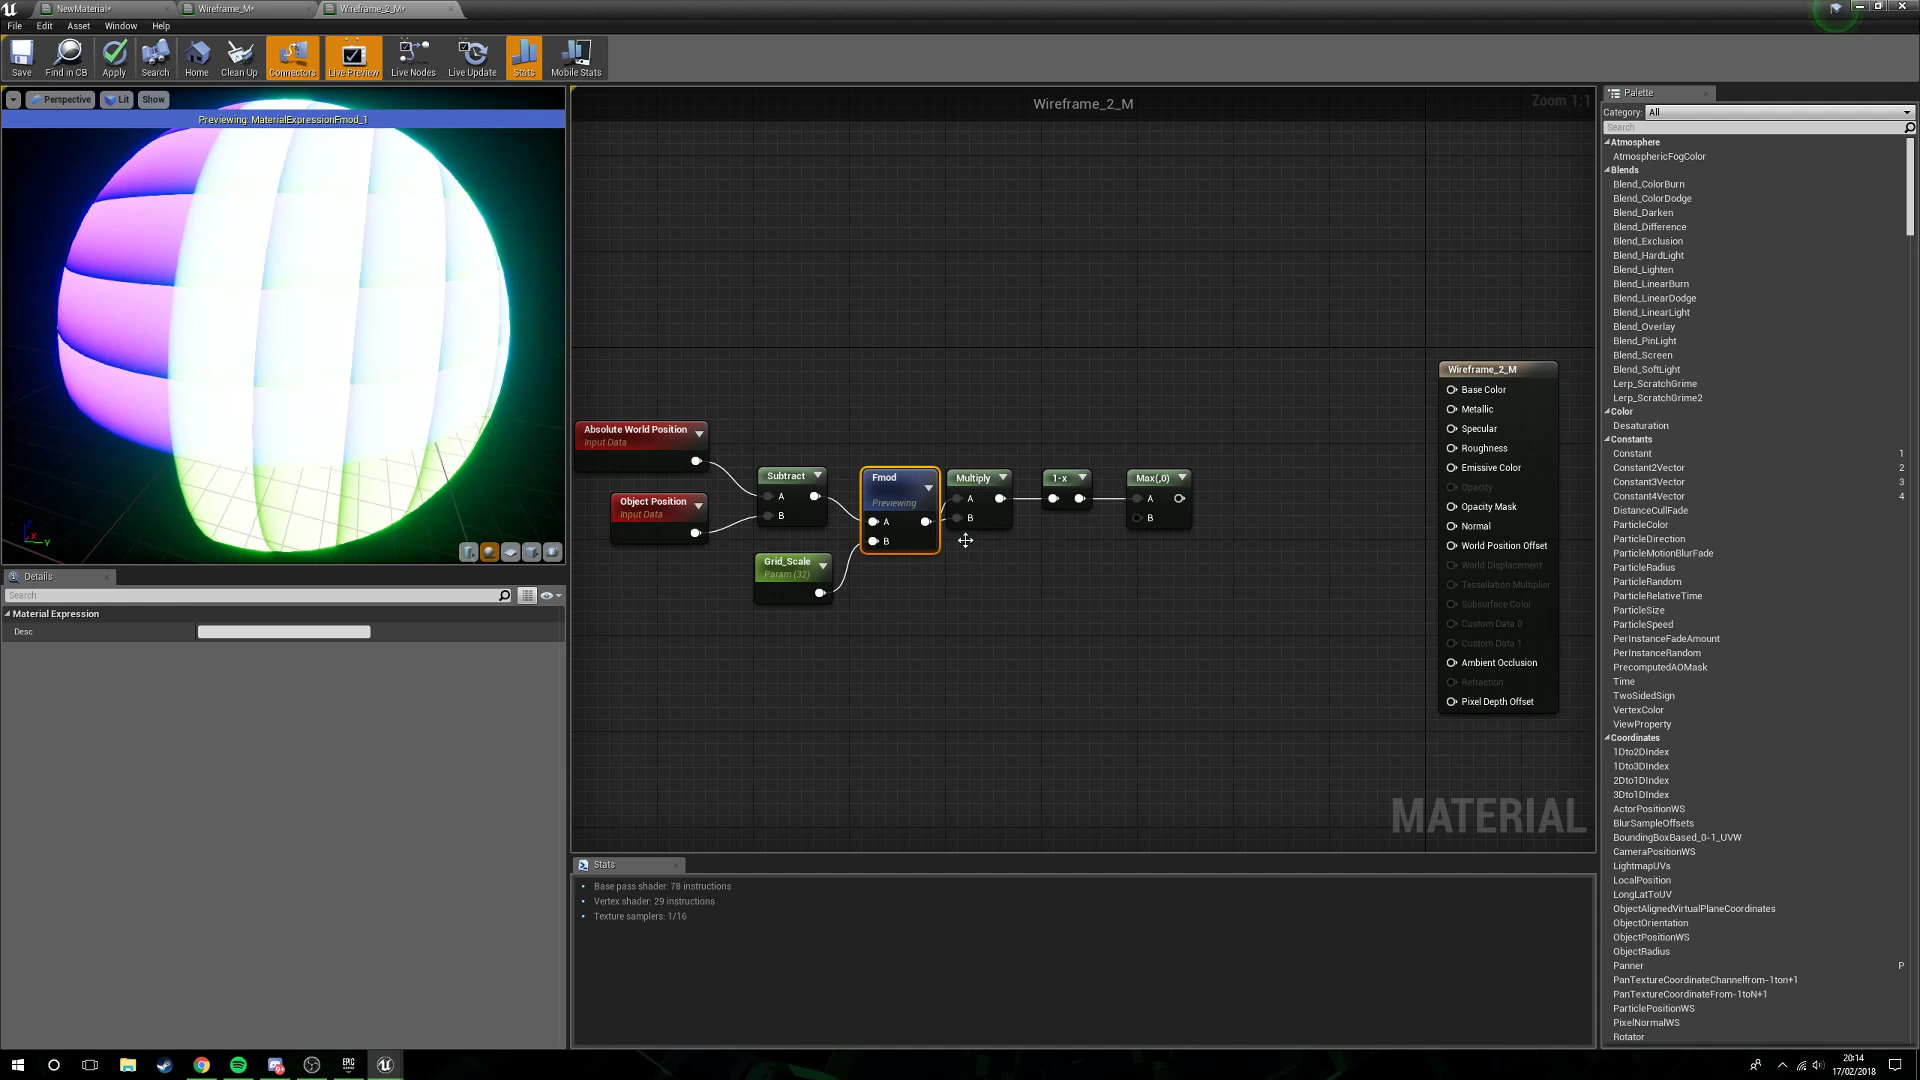 NewMaterial*
Wireframe_M*
Wireframe_2_M*
File Edit Asset Window Help
Save Find in CB Apply Search Home Clean Up Connectors Live Preview Live Nodes Live Update Stats Mobile Stats
Perspective Lit Show
Previewing: MaterialExpressionFmod_1
X
Y
Z
Details
Search
Material Expression
Desc
Wireframe_2_M
Zoom 1:1
Absolute World Position
Input Data
Object Position
Input Data
Subtract
A
B
Grid_Scale
Param (32)
Fmod
Previewing
A
B
Multiply
A
B
1-x
Max(,0)
A
B
Wireframe_2_M
Base Color
Metallic
Specular
Roughness
Emissive Color
Opacity
Opacity Mask
Normal
World Position Offset
World Displacement
Tessellation Multiplier
Subsurface Color
Custom Data 0
Custom Data 1
Ambient Occlusion
Refraction
Pixel Depth Offset
MATERIAL
Stats
Base pass shader: 78 instructions
Vertex shader: 29 instructions
Texture samplers: 1/16
Palette
Category: All
Search
Atmosphere
AtmosphericFogColor
Blends
Blend_ColorBurn
Blend_ColorDodge
Blend_Darken
Blend_Difference
Blend_Exclusion
Blend_HardLight
Blend_Lighten
Blend_LinearBurn
Blend_LinearDodge
Blend_LinearLight
Blend_Overlay
Blend_PinLight
Blend_Screen
Blend_SoftLight
Lerp_ScratchGrime
Lerp_ScratchGrime2
Color
Desaturation
Constants
Constant 1
Constant2Vector 2
Constant3Vector 3
Constant4Vector 4
DistanceCullFade
ParticleColor
ParticleDirection
ParticleMotionBlurFade
ParticleRadius
ParticleRandom
ParticleRelativeTime
ParticleSize
ParticleSpeed
PerInstanceFadeAmount
PerInstanceRandom
PrecomputedAOMask
Time
TwoSidedSign
VertexColor
ViewProperty
Coordinates
1Dto2DIndex
1Dto3DIndex
2Dto1DIndex
3Dto1DIndex
ActorPositionWS
BlurSampleOffsets
BoundingBoxBased_0-1_UVW
CameraPositionWS
LightmapUVs
LocalPosition
LongLatToUV
ObjectAlignedVirtualPlaneCoordinates
ObjectOrientation
ObjectPositionWS
ObjectRadius
Panner P
PanTextureCoordinateChannelfrom-1ton+1
PanTextureCoordinateFrom-1toN+1
ParticlePositionWS
PixelNormalWS
Rotator
EPIC
GAMES
20:14
17/02/2018